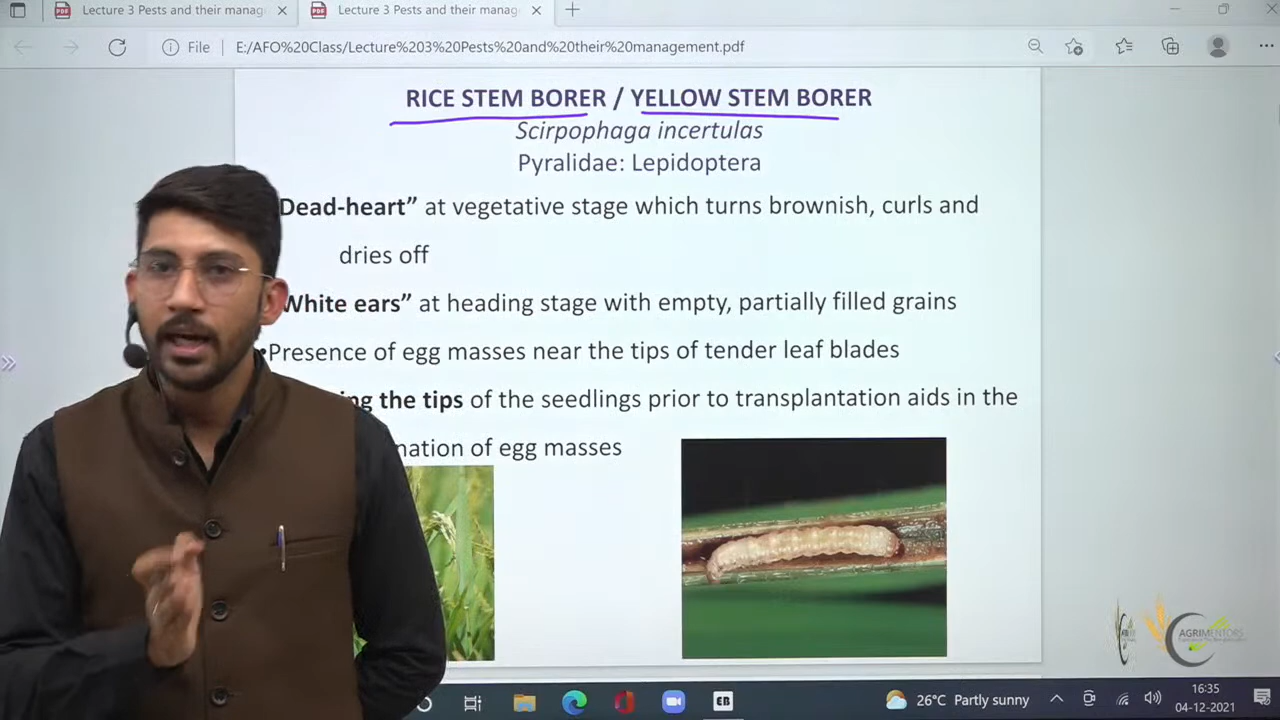 Lecture 3 Pests and their manag
Lecture 3 Pests and their manag
File
E:/AFO%20Class/Lecture%203%20Pests%20and%20their%20management.pdf
RICE STEM BORER / YELLOW STEM BORER
Scirpophaga incertulas
Pyralidae: Lepidoptera
Dead-heart” at vegetative stage which turns brownish, curls and
dries off
White ears” at heading stage with empty, partially filled grains
•Presence of egg masses near the tips of tender leaf blades
the tips of the seedlings prior to transplantation aids in the
of egg masses
AGRIMENTORS
EB
26°C Partly sunny
16:35
04-12-2021